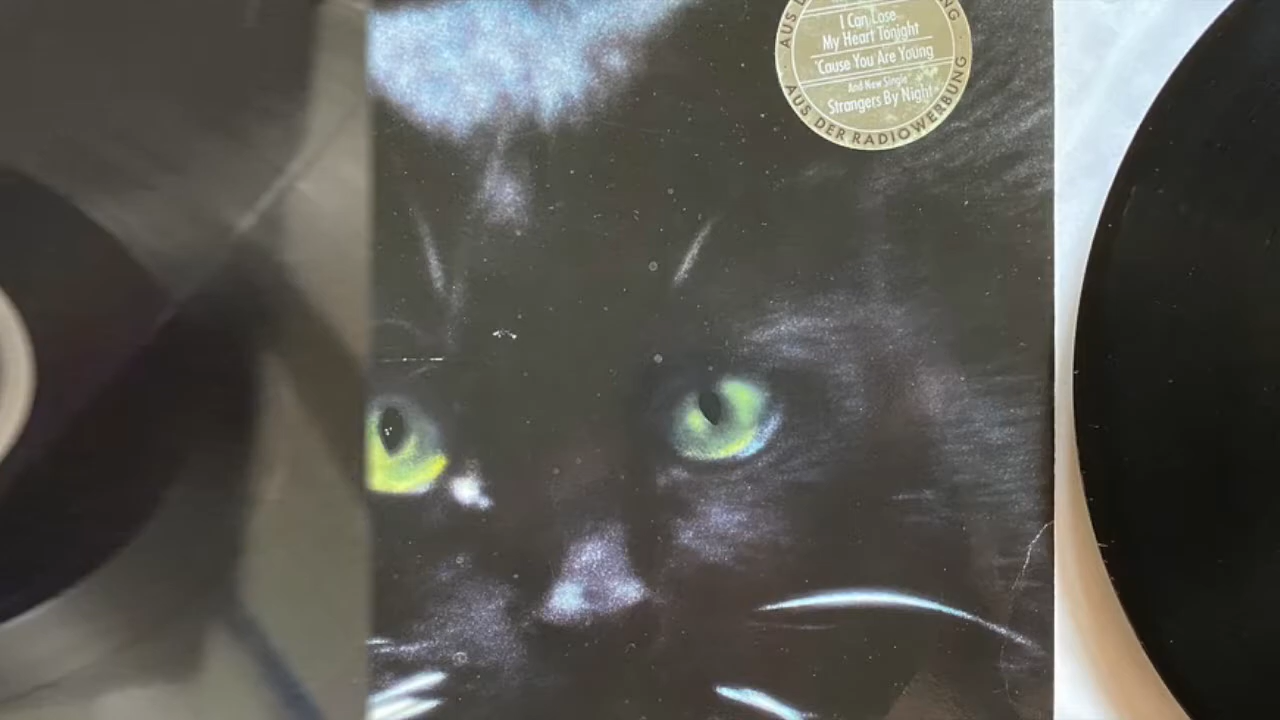 I Can Lose
My Heart Tonight
'Cause You Are Young
And New Single
Strangers By Night
AUS DER RADIOWERBUNG